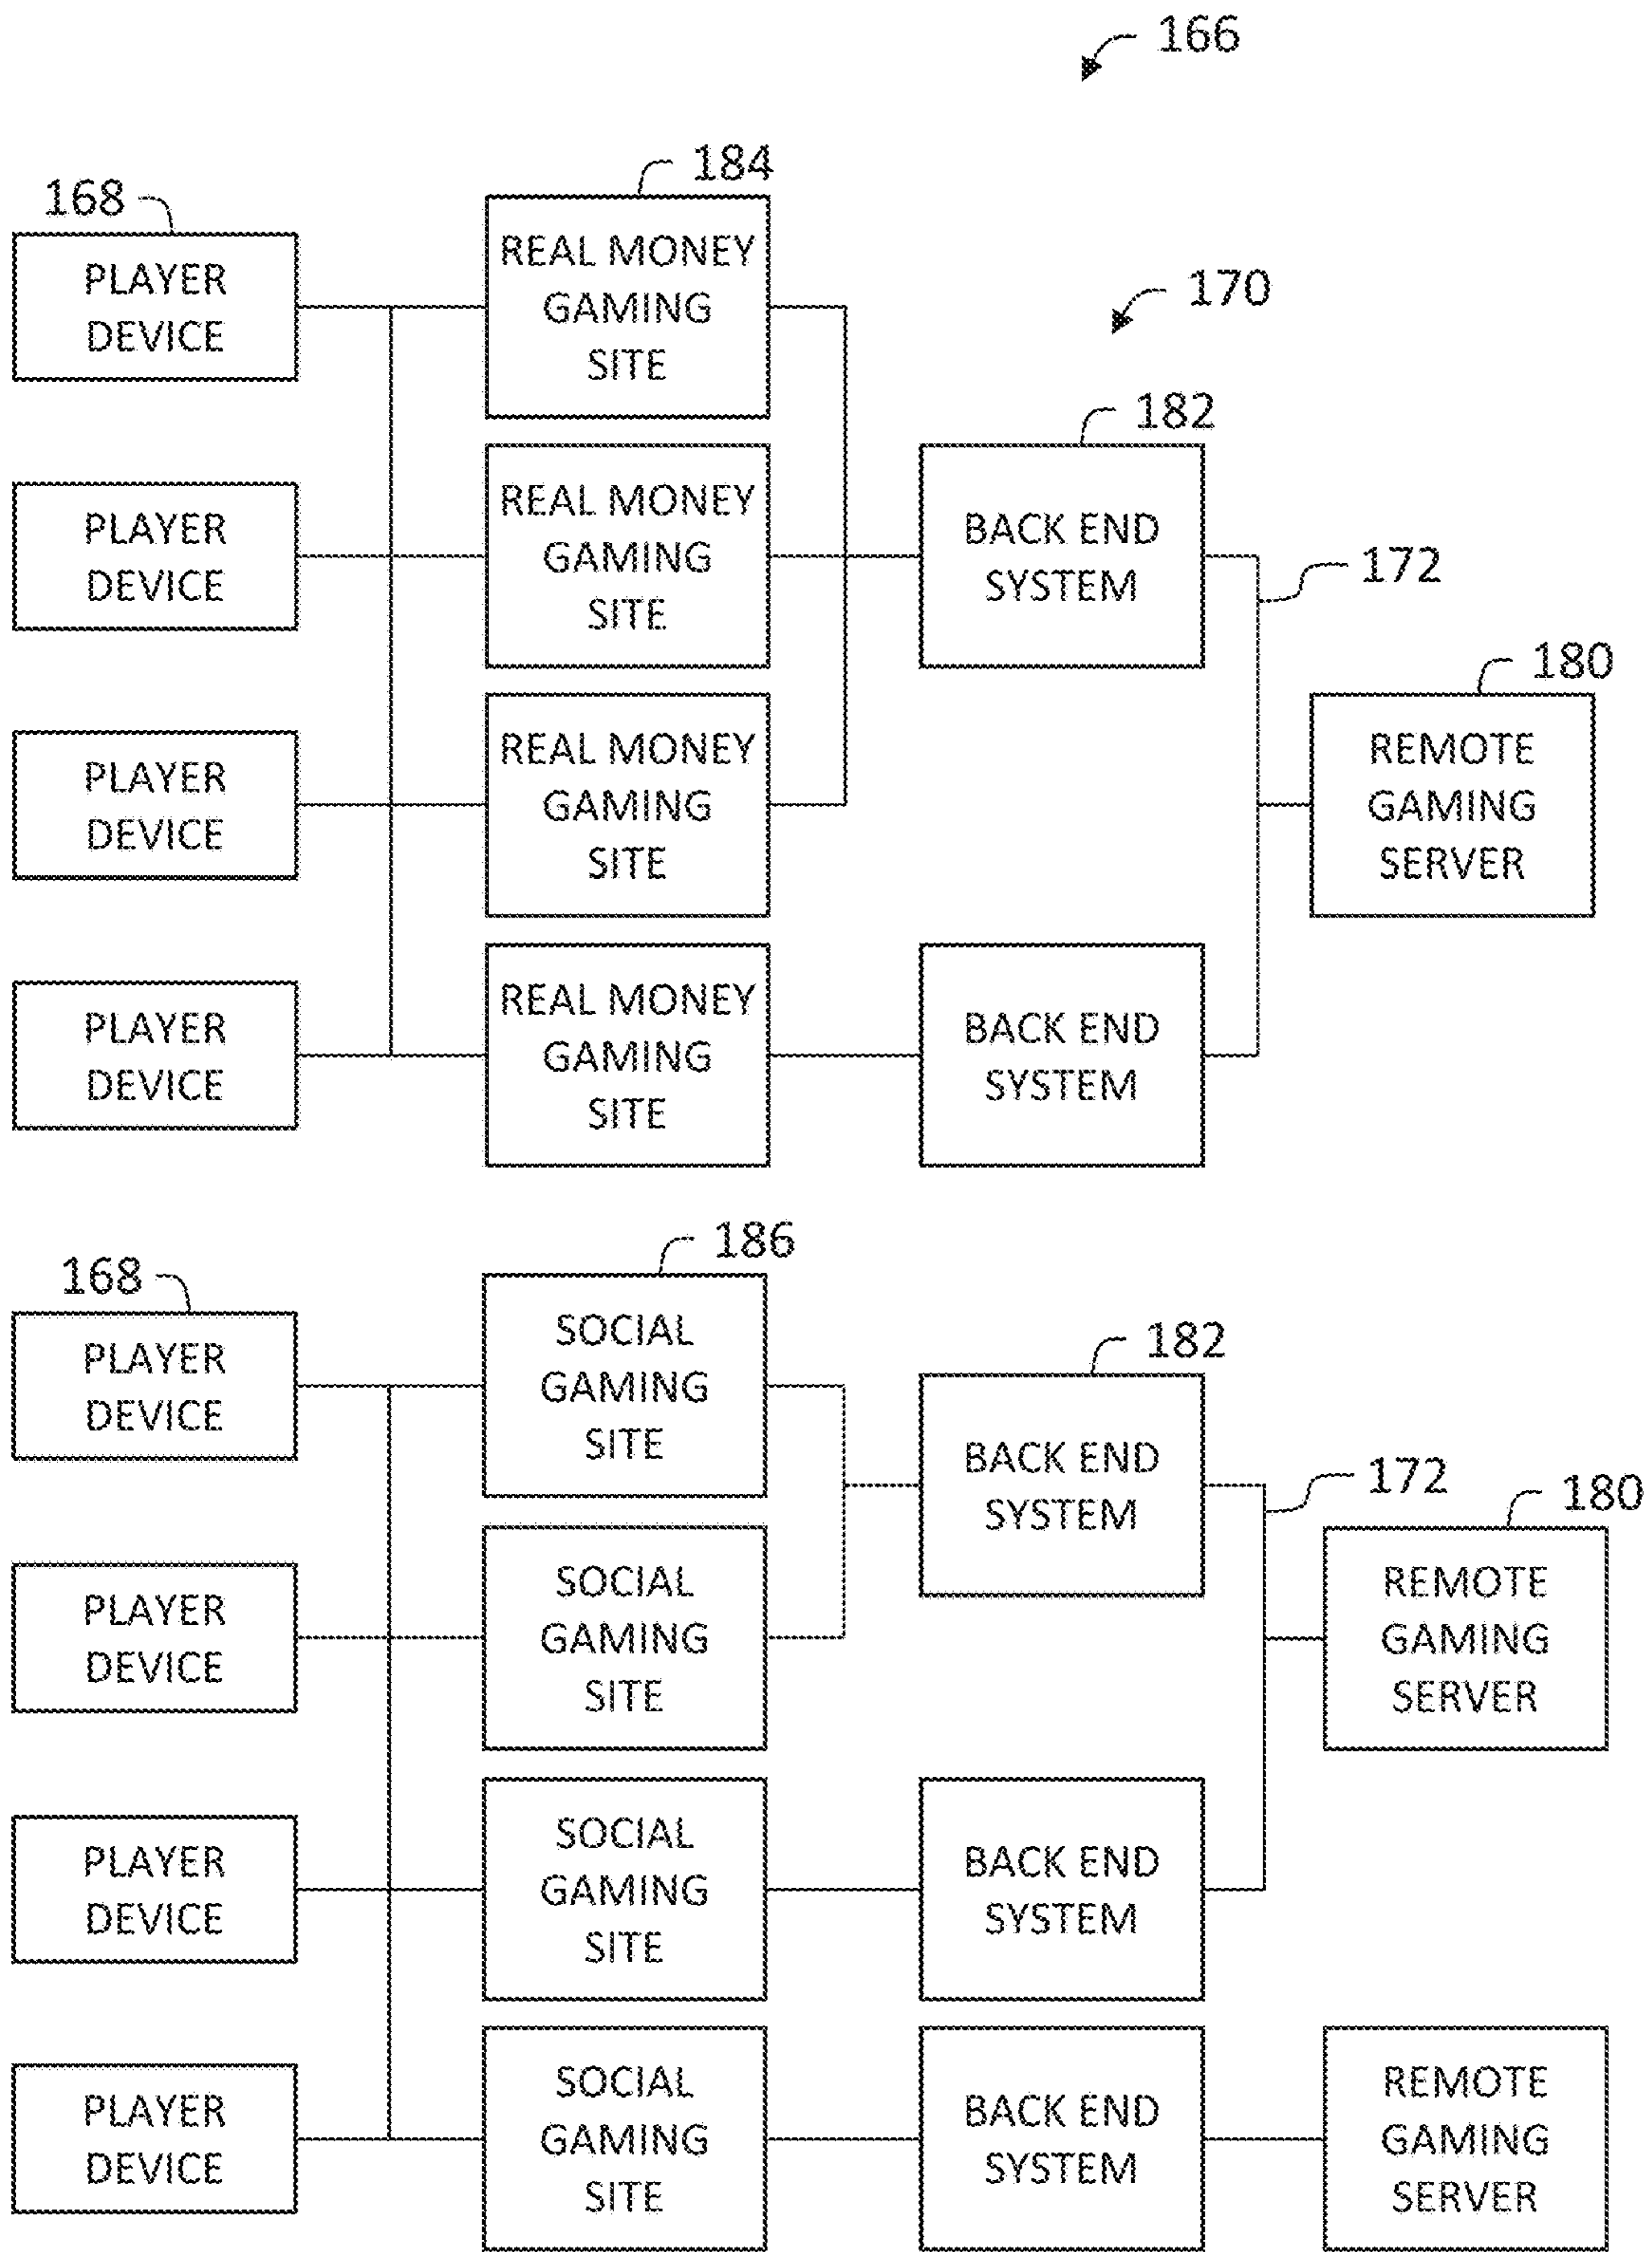 166
184
168
REAL MONEY
GAMING
SITE
PLAYER
DEVICE
170
182
REAL MONEY
GAMING
SITE
PLAYER
DEVICE
BACK END
SYSTEM
172
180
REAL MONEY
GAMING
SITE
PLAYER
DEVICE
REMOTE
GAMING
SERVER
REAL MONEY
GAMING
SITE
PLAYER
DEVICE
BACK END
SYSTEM
186
168
SOCIAL
GAMING
SITE
PLAYER
DEVICE
182
BACK END
SYSTEM
172
180
SOCIAL
GAMING
SITE
PLAYER
DEVICE
REMOTE
GAMING
SERVER
SOCIAL
GAMING
SITE
PLAYER
DEVICE
BACK END
SYSTEM
SOCIAL
GAMING
SITE
PLAYER
DEVICE
BACK END
SYSTEM
REMOTE
GAMING
SERVER